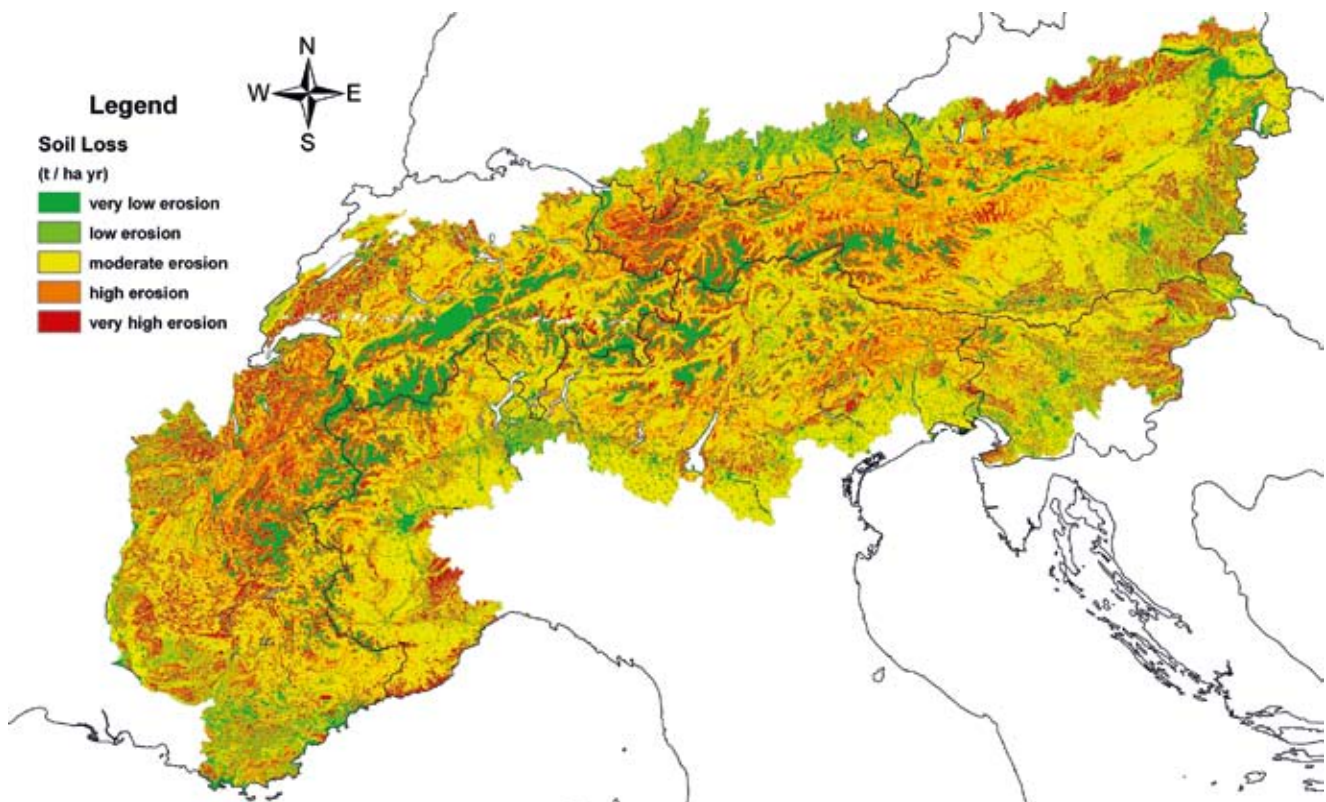 N
W E
S
Legend
Soil Loss
(t / ha yr)
very low erosion
low erosion
moderate erosion
high erosion
very high erosion